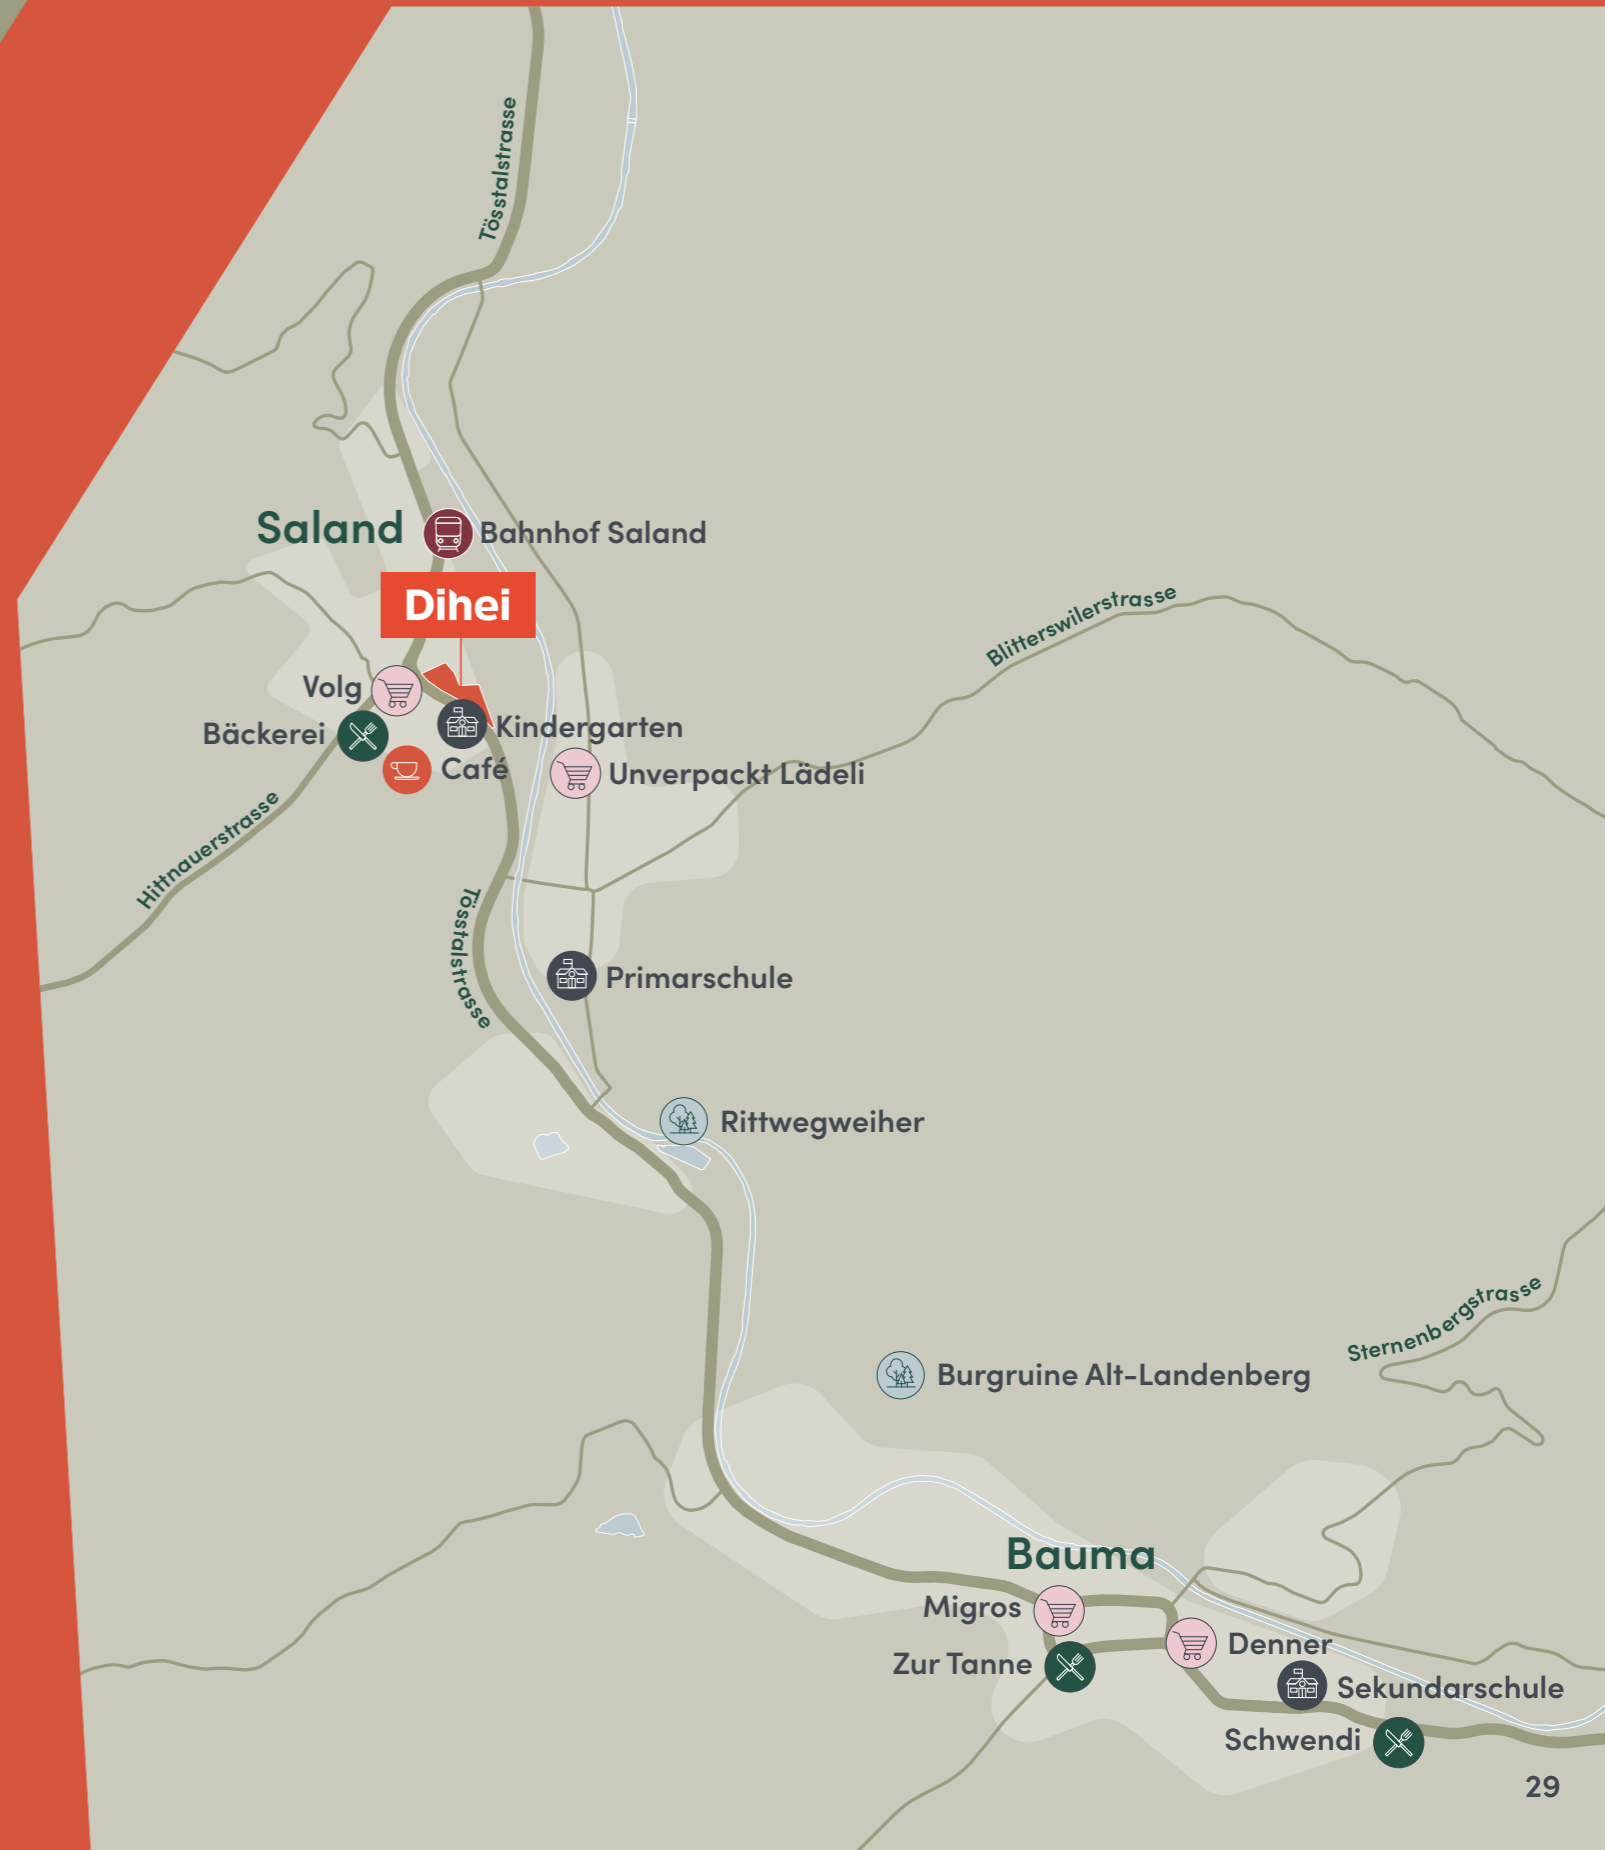 Tösstalstrasse
Saland
Bahnhof Saland
Dihei
Blitterswilerstrasse
Volg
Bäckerei
Kindergarten
Café
Unverpackt Lädeli
Hittnauerstrasse
Tösstalstrasse
Primarschule
Rittwegweiher
Sternenbergstrasse
Burgruine Alt-Landenberg
Bauma
Migros
Denner
Zur Tanne
Sekundarschule
Schwendi
29